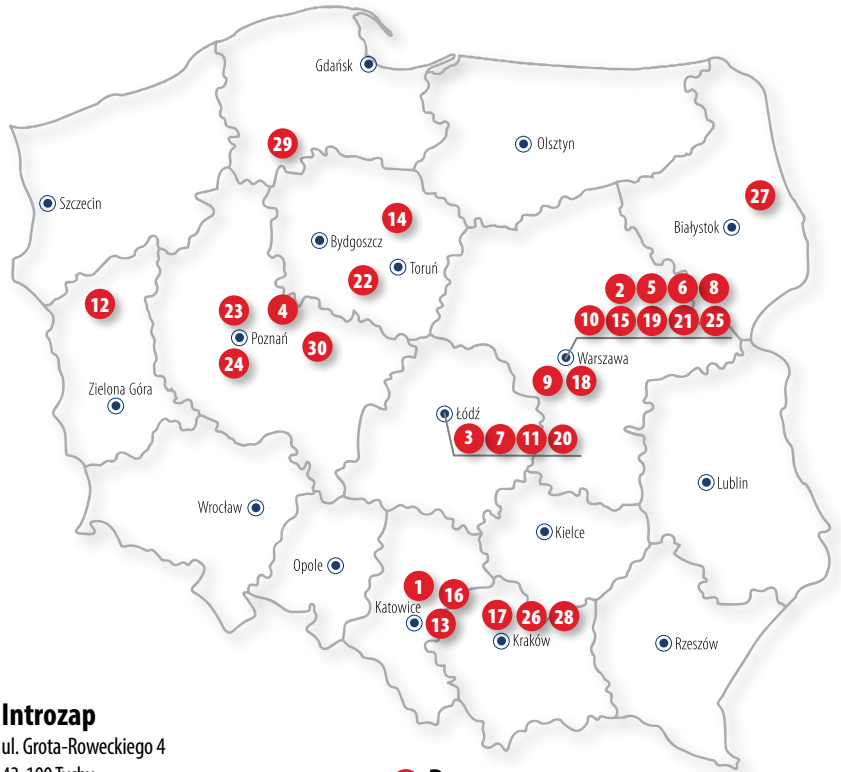 Gdańsk
29
Olsztyn
Szczecin
27
14
Białystok
Bydgoszcz
Toruń
22
2 5 6 8
12
23 4
10 15 19 21 25
Poznań
30
Warszawa
24
9 18
Zielona Góra
Łódź
3 7 11 20
Lublin
Wrocław
Kielce
Opole
1
16
Katowice
13
17 26 28
Kraków
Rzeszów
Introzap
ul. Grota-Roweckiego 4